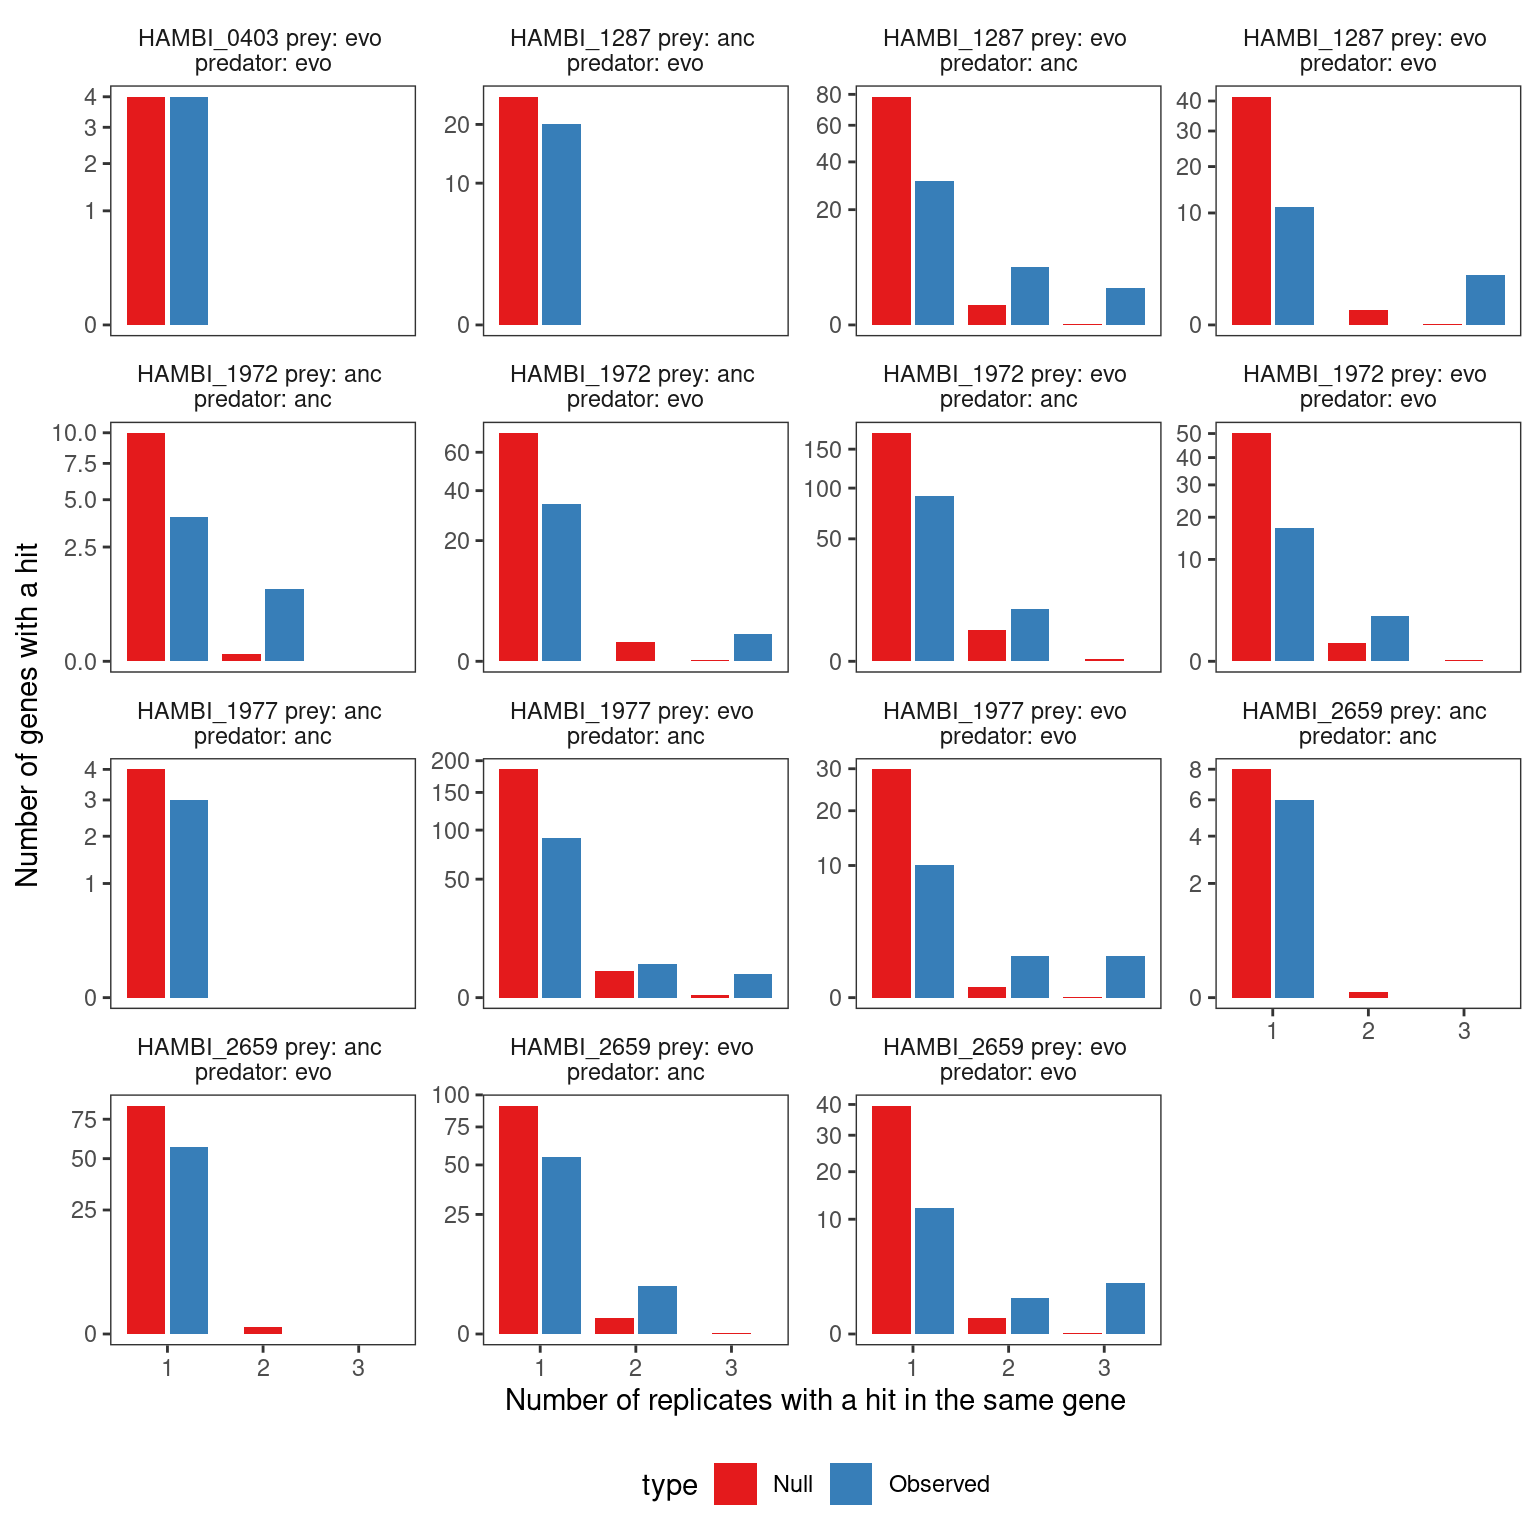 HAMBI_0403 prey: evo
predator: evo
HAMBI_1287 prey: anc
predator: evo
HAMBI_1287 prey: evo
predator: anc
HAMBI_1287 prey: evo
predator: evo
4
3
2
1
0
20
10
0
80
60
40
20
0
40
30
20
10
0
HAMBI_1972 prey: anc
predator: anc
HAMBI_1972 prey: anc
predator: evo
HAMBI_1972 prey: evo
predator: anc
HAMBI_1972 prey: evo
predator: evo
10.0
7.5
5.0
2.5
0.0
60
40
20
0
150
100
50
0
50
40
30
20
10
0
Number of genes with a hit
HAMBI_1977 prey: anc
predator: anc
HAMBI_1977 prey: evo
predator: anc
HAMBI_1977 prey: evo
predator: evo
HAMBI_2659 prey: anc
predator: anc
4
3
2
1
0
200
150
100
50
0
30
20
10
0
8
6
4
2
0
1 2 3
HAMBI_2659 prey: anc
predator: evo
HAMBI_2659 prey: evo
predator: anc
HAMBI_2659 prey: evo
predator: evo
75
50
25
0
100
75
50
25
0
40
30
20
10
0
1 2 3
1 2 3
1 2 3
Number of replicates with a hit in the same gene
type Null Observed